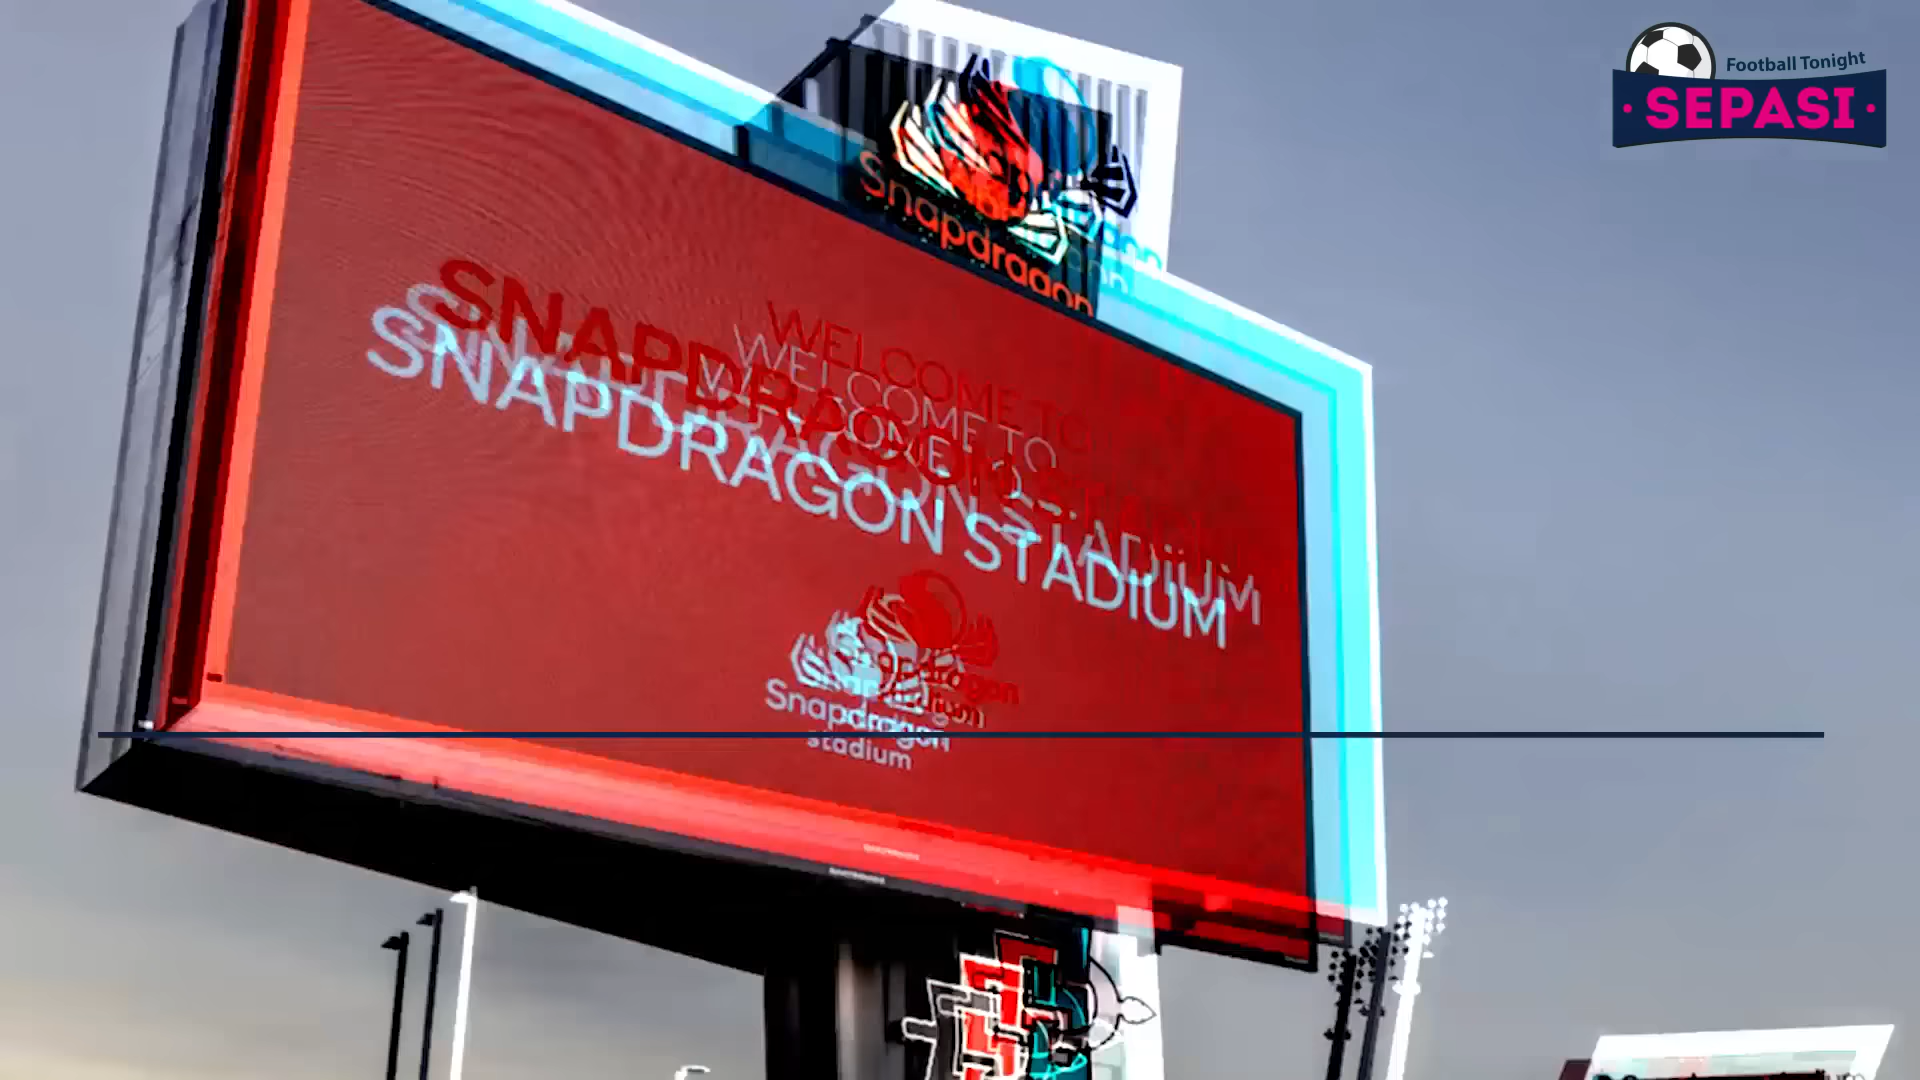 Football Tonight
SEPASI
Snapdragon
WELCOME TO
SNAPDRAGON STADIUM
Snapdragon
stadium